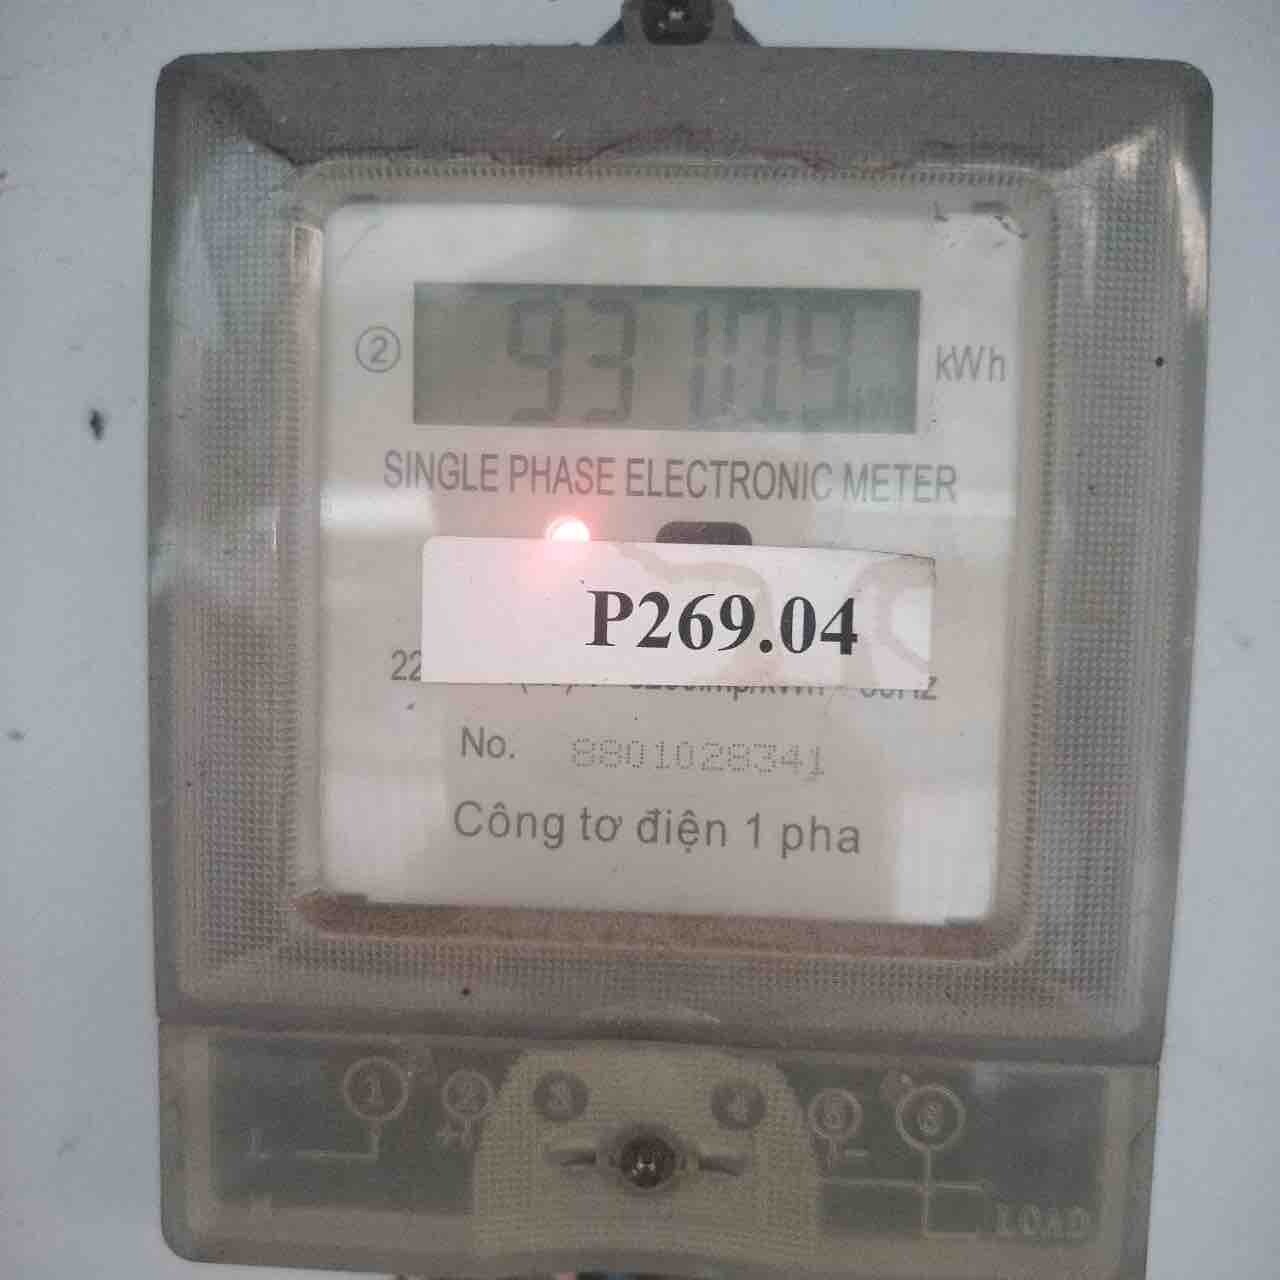 ② kWh
SINGLE PHASE ELECTRONIC METER
P269.04
22
No. 8801028341
Công tơ điện 1 pha
1 2 3 4 5 6
L
LOAD